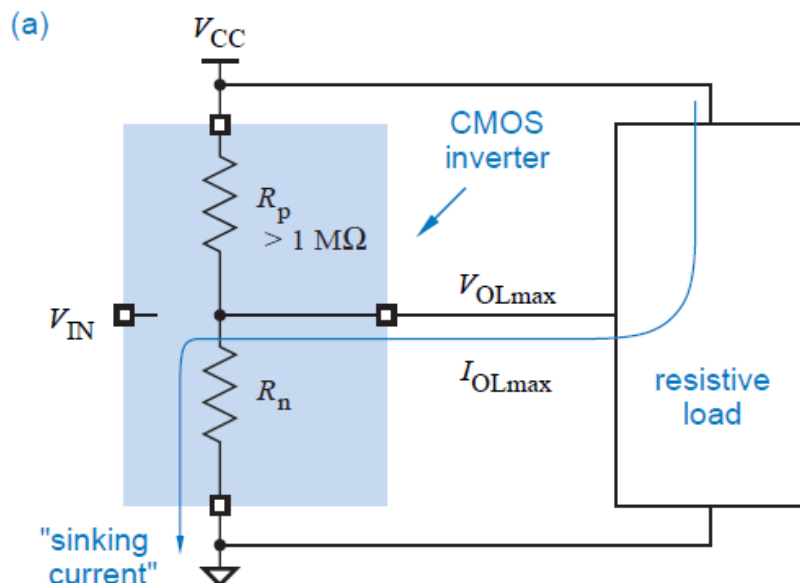 (a)
VCC
CMOS
inverter
Rp
> 1 MΩ
VIN
VOLmax
IOLmax
Rn
resistive
load
"sinking
current"